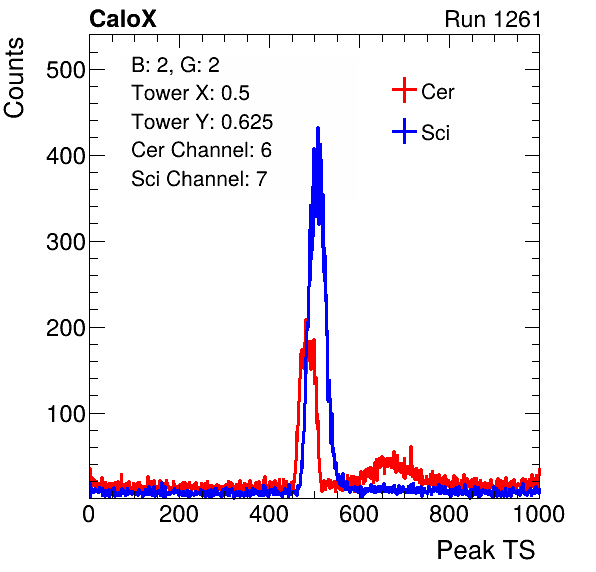 CaloX
Run 1261
Counts
B: 2, G: 2
Tower X: 0.5
Tower Y: 0.625
Cer Channel: 6
Sci Channel: 7
Cer
Sci
500
400
300
200
100
0 200 400 600 800 1000
Peak TS